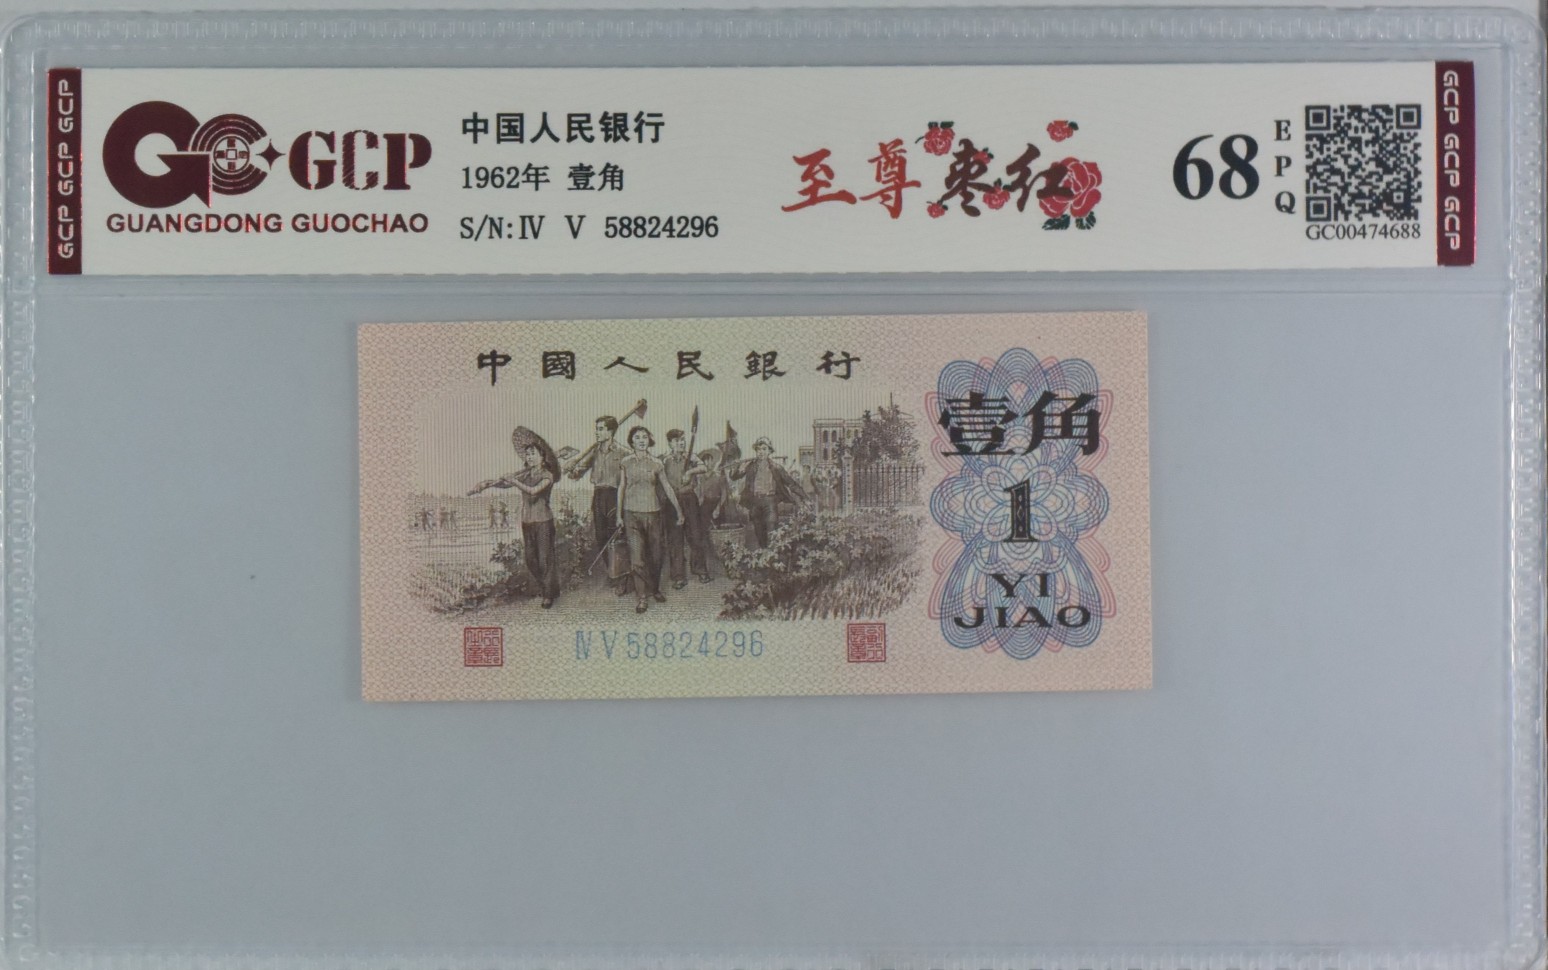 GCP GCP GCP
GCP
GUANGDONG GUOCHAO
中国人民银行
1962年 壹角
S/N:IV V 58824296
至尊枣红
68
EPQ
GC00474688
GCP GCP GCP
中國人民銀行
壹角
1
YI
JIAO
IV V 58824296